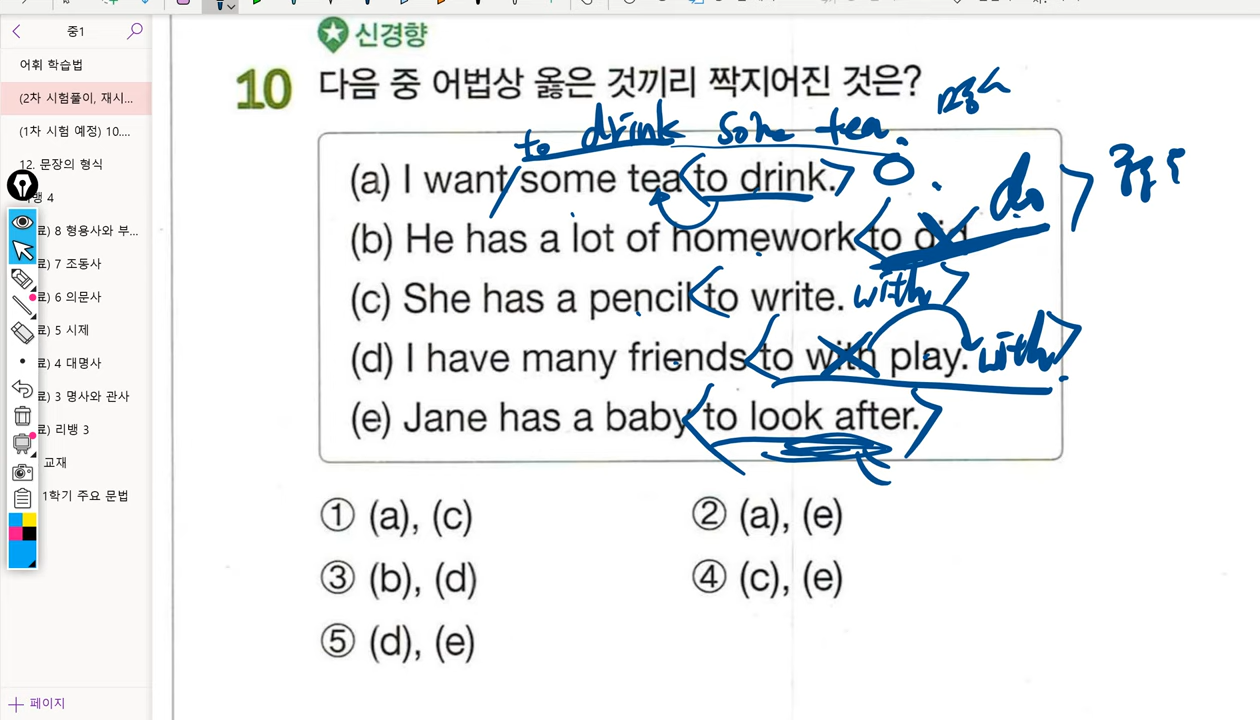 중1
어휘 학습법
(2차 시험풀이, 재시...
(1차 시험 예정) 10....
12. 문장의 형식
4
료) 8 형용사와 부...
료) 7 조동사
료) 6 의문사
료) 5 시제
료) 4 대명사
료) 3 명사와 관사
료) 리뱅 3
교재
1학기 주요 문법
페이지
신경향
10 다음 중 어법상 옳은 것끼리 짝지어진 것은?
to drink some tea.
(a) I want some tea to drink.
(b) He has a lot of homework to did do
(c) She has a pencil to write. with
(d) I have many friends to with play. with
(e) Jane has a baby to look after.
① (a), (c) ② (a), (e)
③ (b), (d) ④ (c), (e)
⑤ (d), (e)